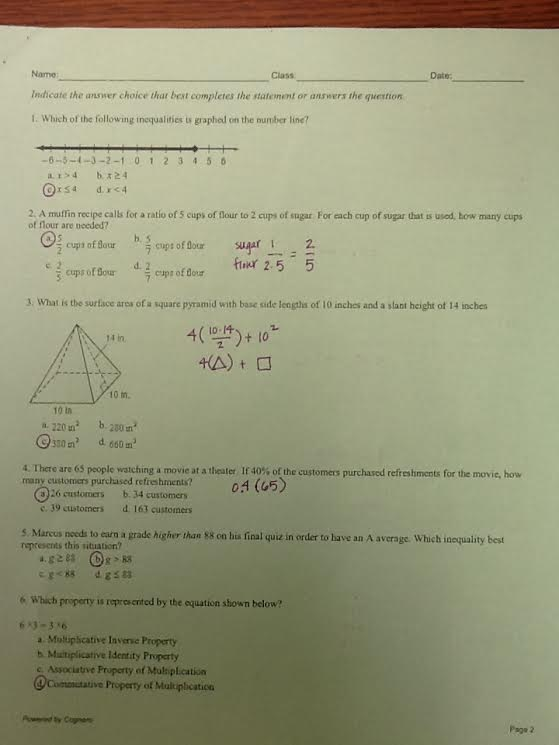 Name: Class: Date:
Indicate the answer choice that best completes the statement or answers the question.
1. Which of the following inequalities is graphed on the number line?
-6 -5 -4 -3 -2 -1 0 1 2 3 4 5 6
a. x > 4 b. x ≥ 4
c. x ≤ 4 d. x < 4
2. A muffin recipe calls for a ratio of 5 cups of flour to 2 cups of sugar. For each cup of sugar that is used, how many cups
of flour are needed?
a. 5/2 cups of flour b. 5/7 cups of flour
c. 2/5 cups of flour d. 2/7 cups of flour
sugar 1 = 2
flour 2.5 5
3. What is the surface area of a square pyramid with base side lengths of 10 inches and a slant height of 14 inches
14 in.
10 in.
10 in
4(10·14/2) + 10²
4(△) + □
a. 220 in² b. 280 in²
c. 380 in² d. 660 in²
4. There are 65 people watching a movie at a theater. If 40% of the customers purchased refreshments for the movie, how
many customers purchased refreshments?
0.4(65)
a. 26 customers b. 34 customers
c. 39 customers d. 163 customers
5. Marcus needs to earn a grade higher than 88 on his final quiz in order to have an A average. Which inequality best
represents this situation?
a. g ≥ 88 b. g > 88
c. g < 88 d. g ≤ 88
6. Which property is represented by the equation shown below?
6 × 3 = 3 × 6
a. Multiplicative Inverse Property
b. Multiplicative Identity Property
c. Associative Property of Multiplication
d. Commutative Property of Multiplication
Powered by Cognero
Page 2